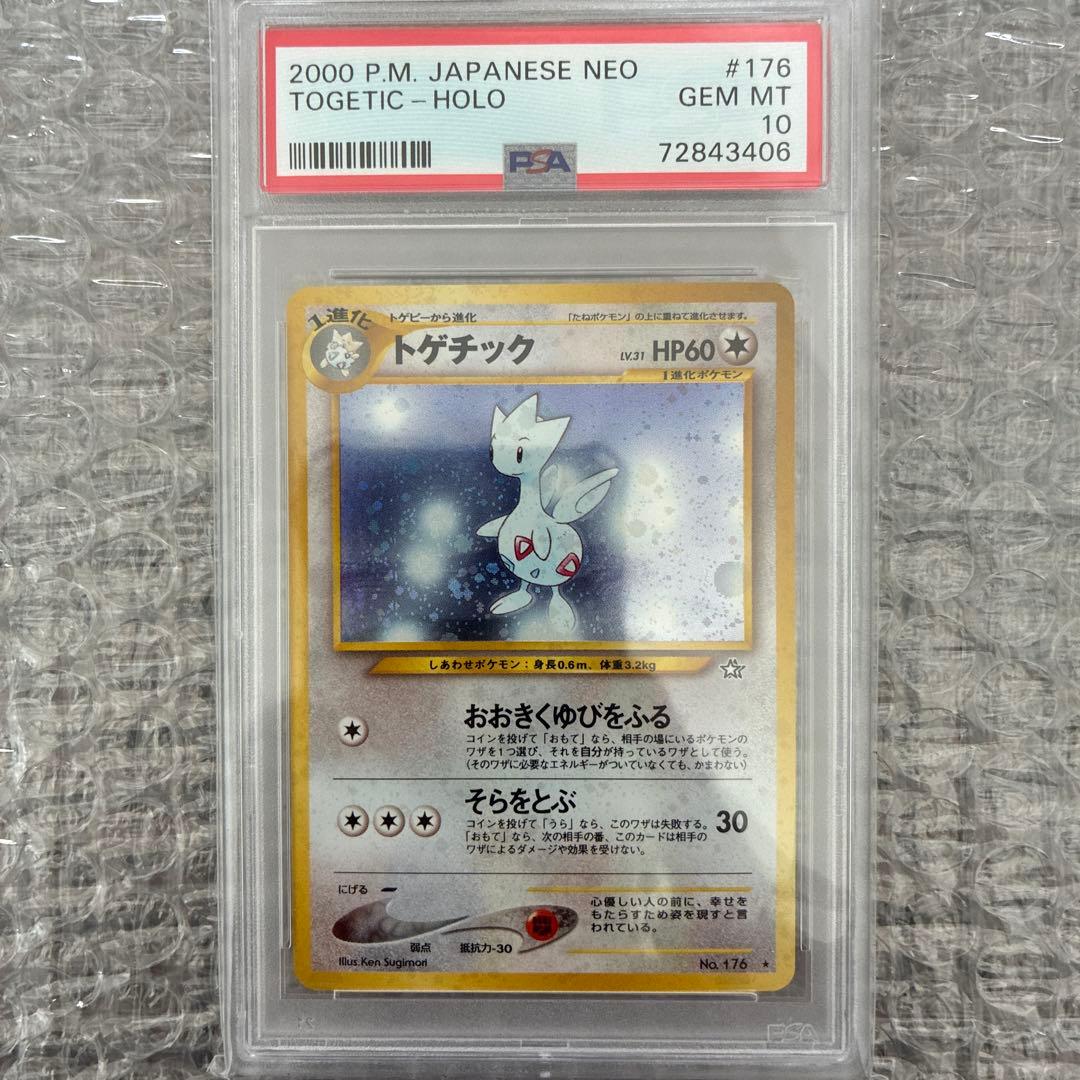 2000 P.M. JAPANESE NEO #176
TOGETIC - HOLO GEM MT
10
PSA 72843406
1進化 トゲピーから進化 「たねポケモン」の上に重ねて進化させます。
トゲチック LV.31 HP60
1進化ポケモン
しあわせポケモン：身長0.6m、体重3.2kg
おおきくゆびをふる
コインを投げて「おもて」なら、相手の場にいるポケモンの
ワザを1つ選び、それを自分が持っているワザとして使う。
（そのワザに必要なエネルギーがついていなくても、かまわない）
そらをとぶ
コインを投げて「うら」なら、このワザは失敗する。 30
「おもて」なら、次の相手の番、このカードは相手の
ワザによるダメージや効果を受けない。
にげる
心優しい人の前に、幸せを
もたらすため姿を現すと言
われている。
弱点 抵抗力-30
Illus. Ken Sugimori No. 176 ★
PSA